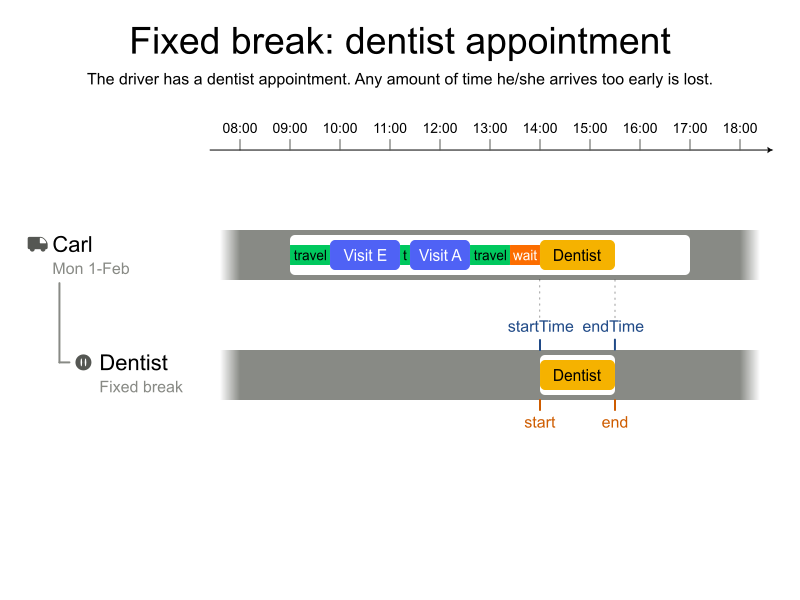 Fixed break: dentist appointment
The driver has a dentist appointment. Any amount of time he/she arrives too early is lost.
08:00 09:00 10:00 11:00 12:00 13:00 14:00 15:00 16:00 17:00 18:00
Carl
Mon 1-Feb
travel Visit E t Visit A travel wait Dentist
startTime endTime
Dentist
Fixed break
Dentist
start end